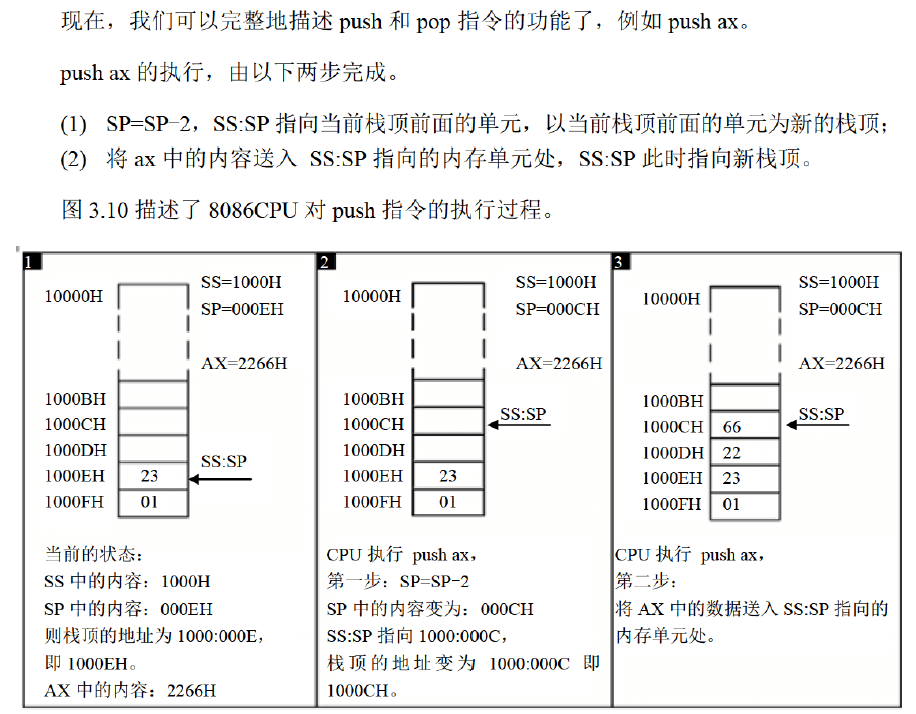 现在，我们可以完整地描述 push 和 pop 指令的功能了，例如 push ax。
push ax 的执行，由以下两步完成。
(1) SP=SP−2，SS:SP 指向当前栈顶前面的单元，以当前栈顶前面的单元为新的栈顶；
(2) 将 ax 中的内容送入 SS:SP 指向的内存单元处，SS:SP 此时指向新栈顶。
图 3.10 描述了 8086CPU 对 push 指令的执行过程。
1
10000H
SS=1000H
SP=000EH
AX=2266H
1000BH
1000CH
1000DH
SS:SP
1000EH 23
1000FH 01
当前的状态：
SS 中的内容：1000H
SP 中的内容：000EH
则栈顶的地址为 1000:000E，
即 1000EH。
AX 中的内容：2266H
2
10000H
SS=1000H
SP=000CH
AX=2266H
1000BH
1000CH
SS:SP
1000DH
1000EH 23
1000FH 01
CPU 执行 push ax，
第一步：SP=SP−2
SP 中的内容变为：000CH
SS:SP 指向 1000:000C，
栈顶的地址变为 1000:000C 即
1000CH。
3
10000H
SS=1000H
SP=000CH
AX=2266H
1000BH
1000CH 66
SS:SP
1000DH 22
1000EH 23
1000FH 01
CPU 执行 push ax，
第二步：
将 AX 中的数据送入 SS:SP 指向的
内存单元处。